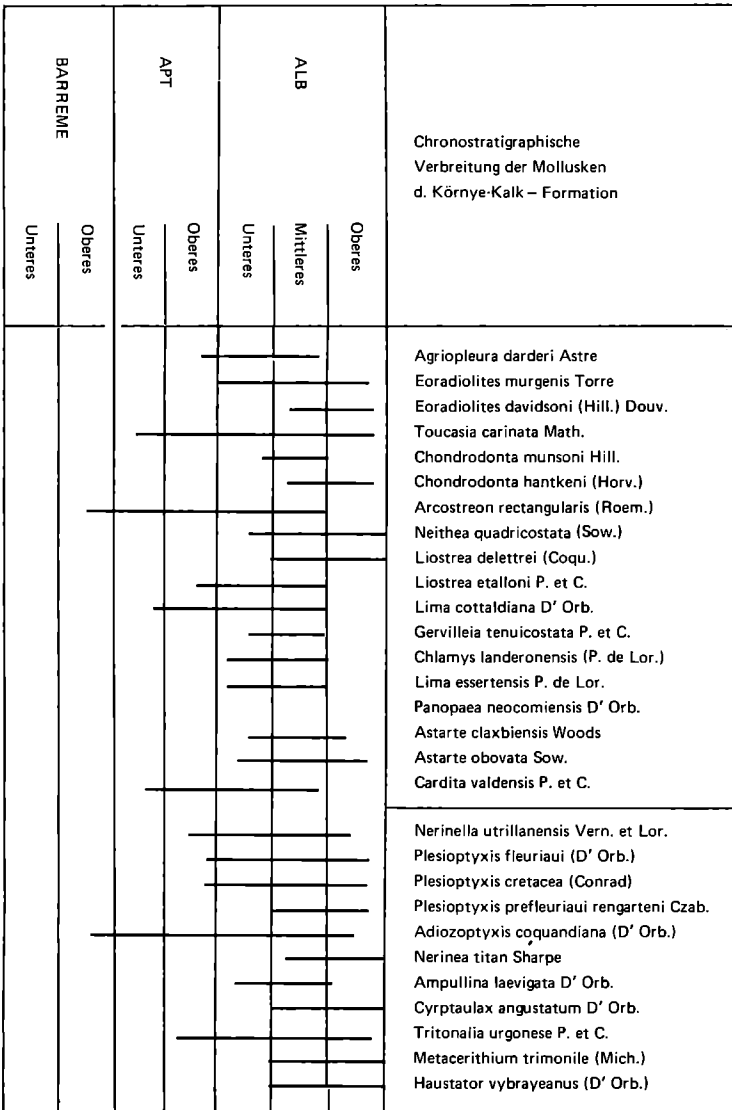 BARREME
APT
ALB
Unteres
Oberes
Unteres
Oberes
Unteres
Mittleres
Oberes
Chronostratigraphische
Verbreitung der Mollusken
d. Környe-Kalk – Formation
Agriopleura darderi Astre
Eoradiolites murgenis Torre
Eoradiolites davidsoni (Hill.) Douv.
Toucasia carinata Math.
Chondrodonta munsoni Hill.
Chondrodonta hantkeni (Horv.)
Arcostreon rectangularis (Roem.)
Neithea quadricostata (Sow.)
Liostrea delettrei (Coqu.)
Liostrea etalloni P. et C.
Lima cottaldiana D' Orb.
Gervilleia tenuicostata P. et C.
Chlamys landeronensis (P. de Lor.)
Lima essertensis P. de Lor.
Panopaea neocomiensis D' Orb.
Astarte claxbiensis Woods
Astarte obovata Sow.
Cardita valdensis P. et C.
Nerinella utrillanensis Vern. et Lor.
Plesioptyxis fleuriaui (D' Orb.)
Plesioptyxis cretacea (Conrad)
Plesioptyxis prefleuriaui rengarteni Czab.
Adiozoptyxis coquandiana (D' Orb.)
Nerinea titan Sharpe
Ampullina laevigata D' Orb.
Cyrptaulax angustatum D' Orb.
Tritonalia urgonese P. et C.
Metacerithium trimonile (Mich.)
Haustator vybrayeanus (D' Orb.)